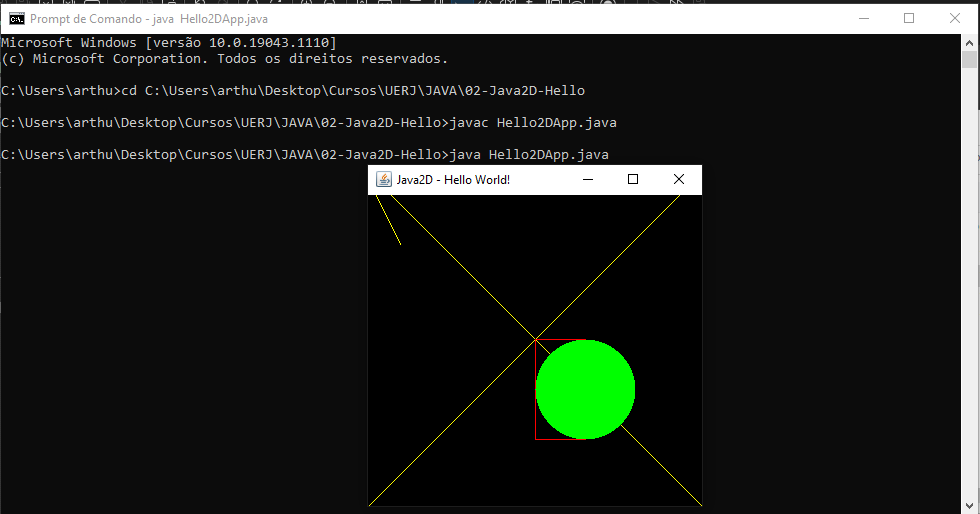 Prompt de Comando - java  Hello2DApp.java
Microsoft Windows [versão 10.0.19043.1110]
(c) Microsoft Corporation. Todos os direitos reservados.
C:\Users\arthu>cd C:\Users\arthu\Desktop\Cursos\UERJ\JAVA\02-Java2D-Hello
C:\Users\arthu\Desktop\Cursos\UERJ\JAVA\02-Java2D-Hello>javac Hello2DApp.java
C:\Users\arthu\Desktop\Cursos\UERJ\JAVA\02-Java2D-Hello>java Hello2DApp.java
Java2D - Hello World!